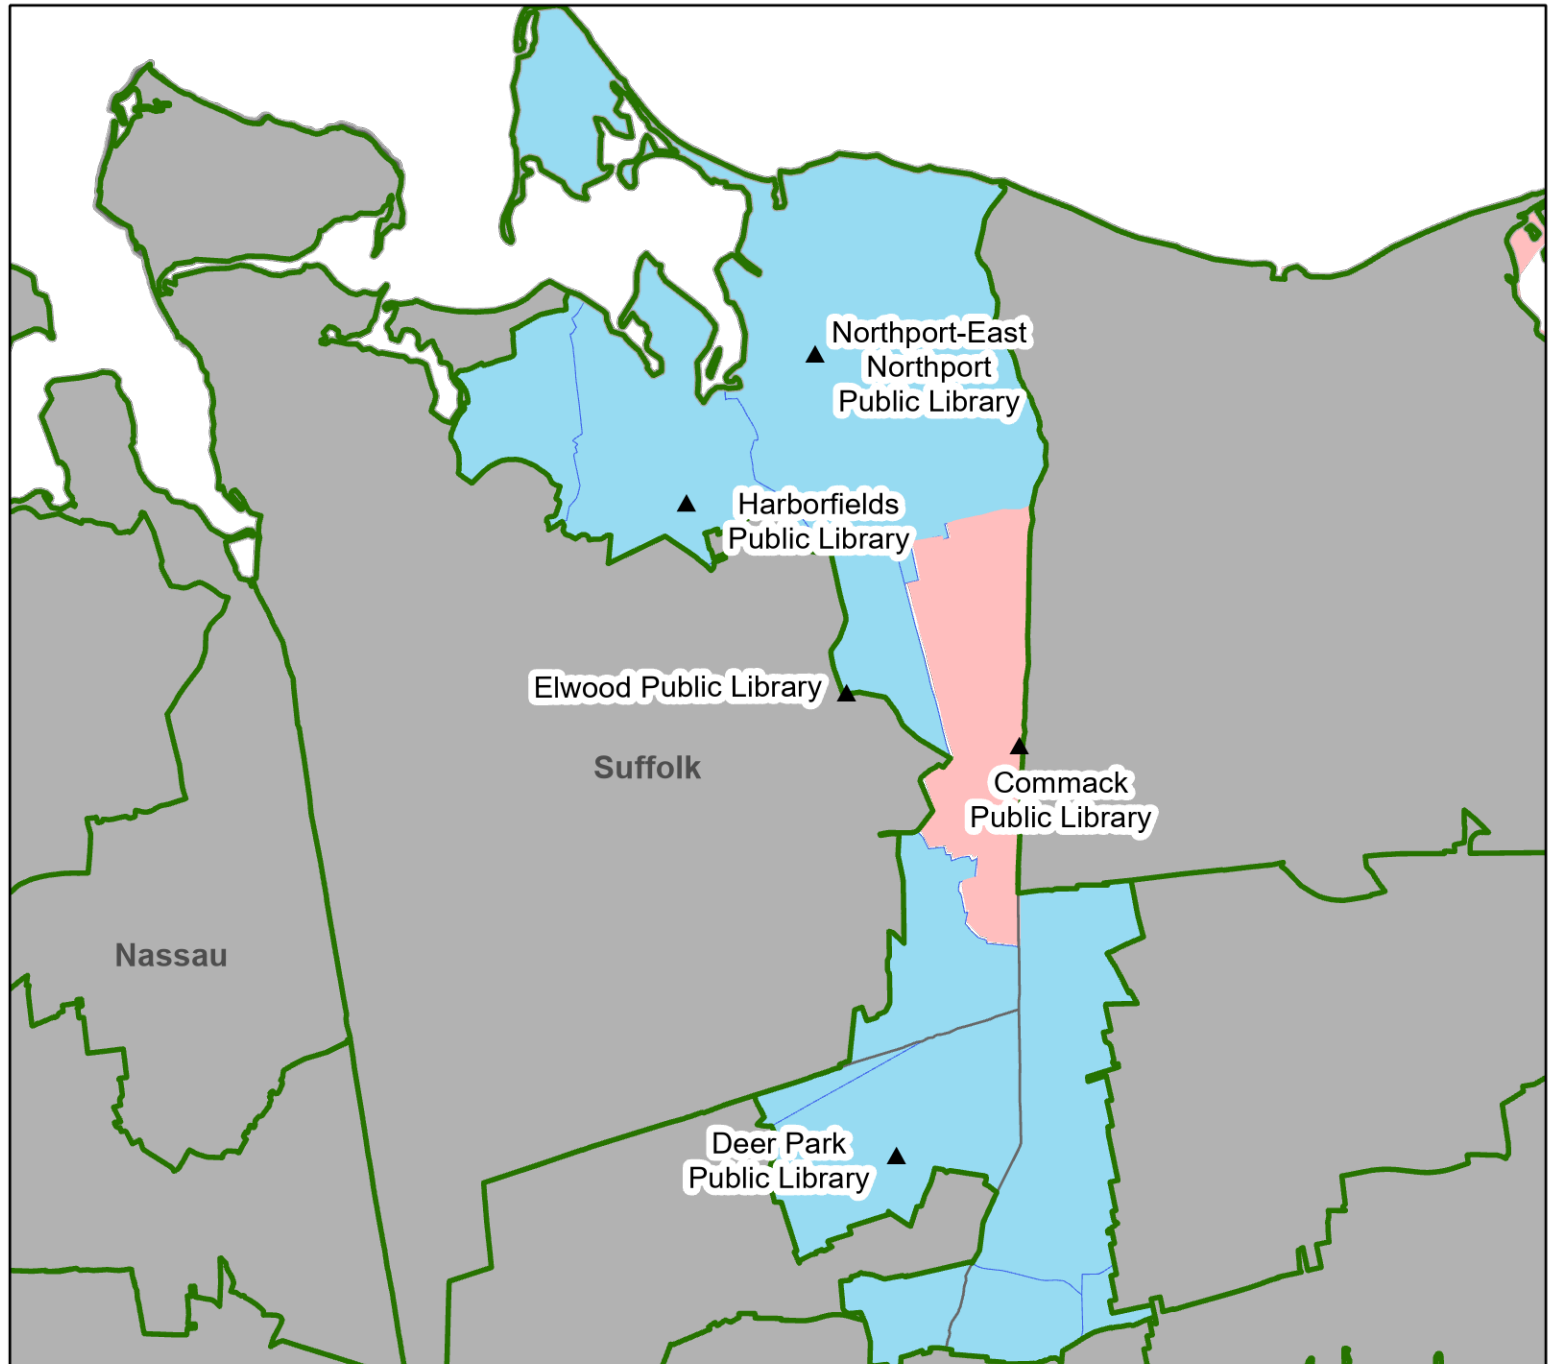 Northport-East
Northport
Public Library
Harborfields
Public Library
Elwood Public Library
Suffolk
Commack
Public Library
Nassau
Deer Park
Public Library